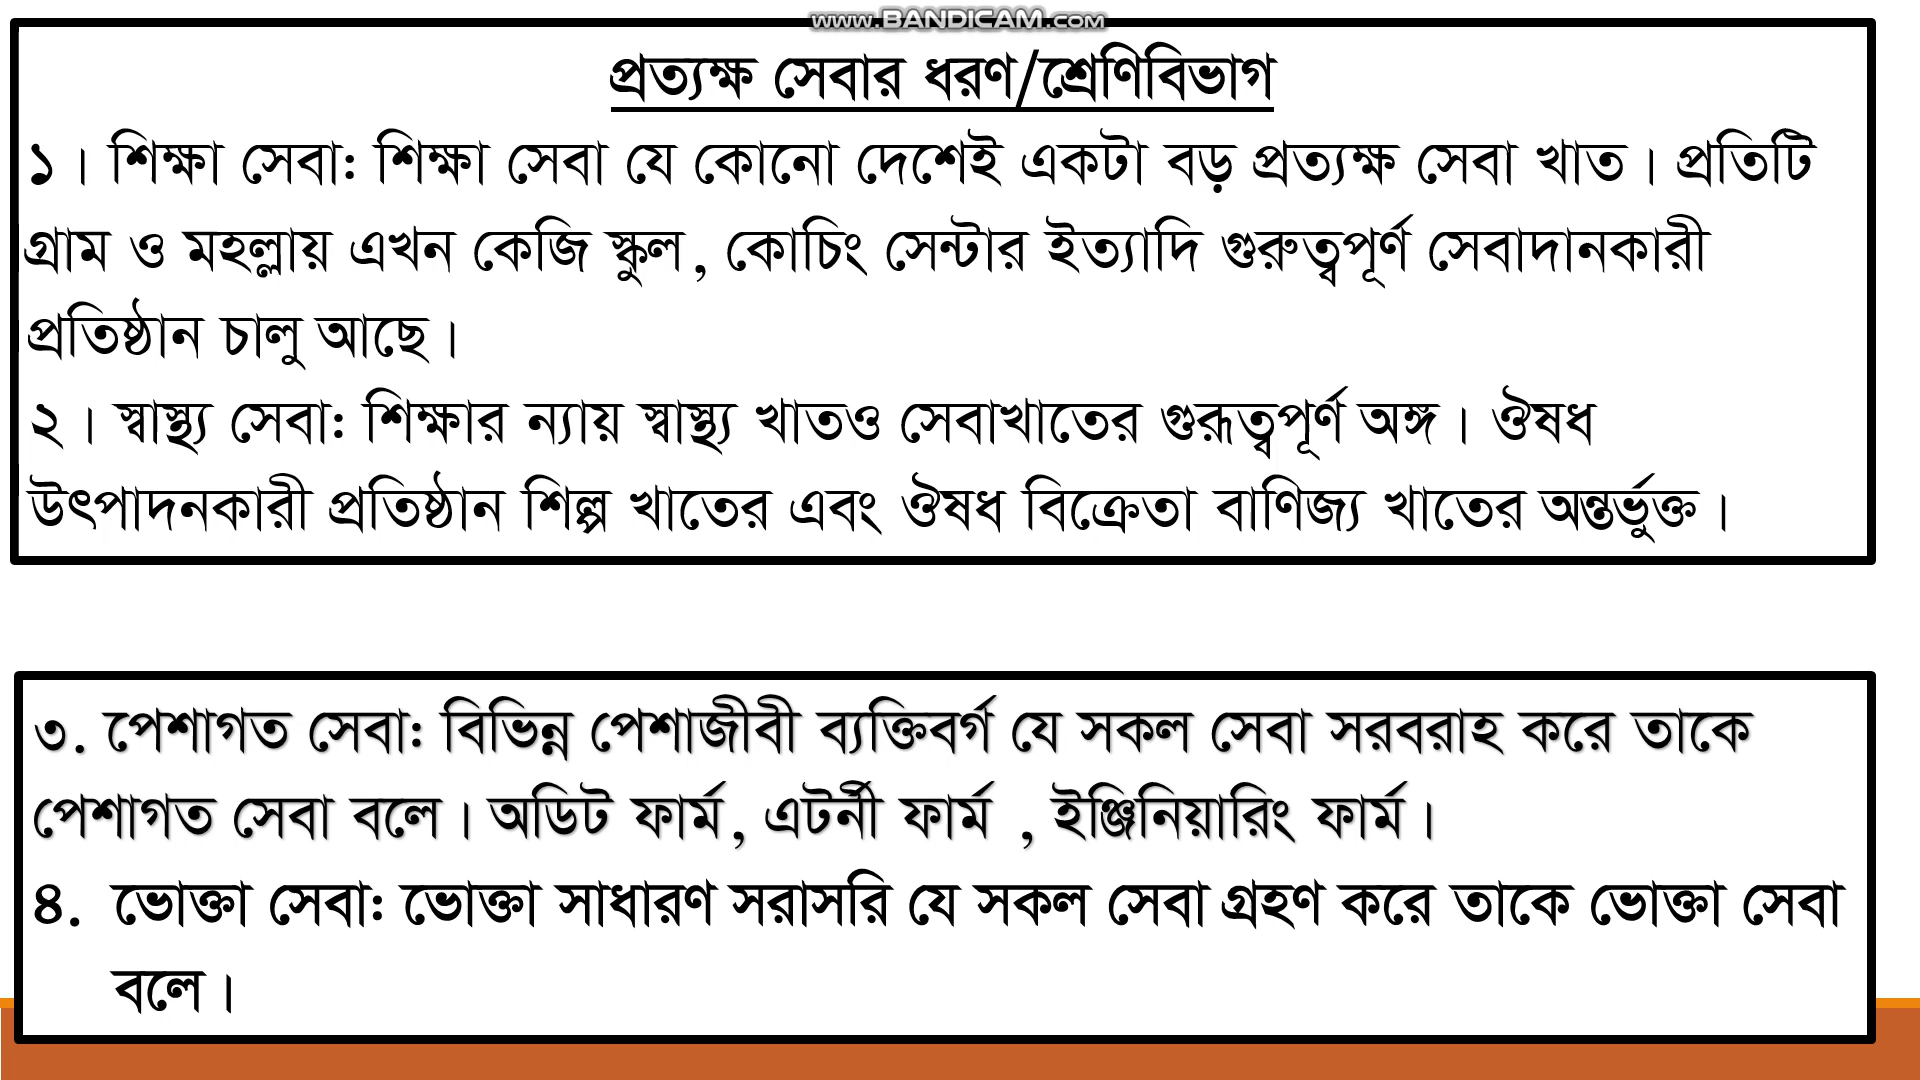 www.BANDICAM.com
প্রত্যক্ষ সেবার ধরণ/শ্রেণিবিভাগ
১। শিক্ষা সেবা: শিক্ষা সেবা যে কোনো দেশেই একটা বড় প্রত্যক্ষ সেবা খাত। প্রতিটি
গ্রাম ও মহল্লায় এখন কেজি স্কুল, কোচিং সেন্টার ইত্যাদি গুরুত্বপূর্ণ সেবাদানকারী
প্রতিষ্ঠান চালু আছে।
২। স্বাস্থ্য সেবা: শিক্ষার ন্যায় স্বাস্থ্য খাতও সেবাখাতের গুরূত্বপূর্ণ অঙ্গ। ঔষধ
উৎপাদনকারী প্রতিষ্ঠান শিল্প খাতের এবং ঔষধ বিক্রেতা বাণিজ্য খাতের অন্তর্ভুক্ত।
৩. পেশাগত সেবা: বিভিন্ন পেশাজীবী ব্যক্তিবর্গ যে সকল সেবা সরবরাহ করে তাকে
পেশাগত সেবা বলে। অডিট ফার্ম, এটর্নী ফার্ম , ইঞ্জিনিয়ারিং ফার্ম।
৪. ভোক্তা সেবা: ভোক্তা সাধারণ সরাসরি যে সকল সেবা গ্রহণ করে তাকে ভোক্তা সেবা
বলে।